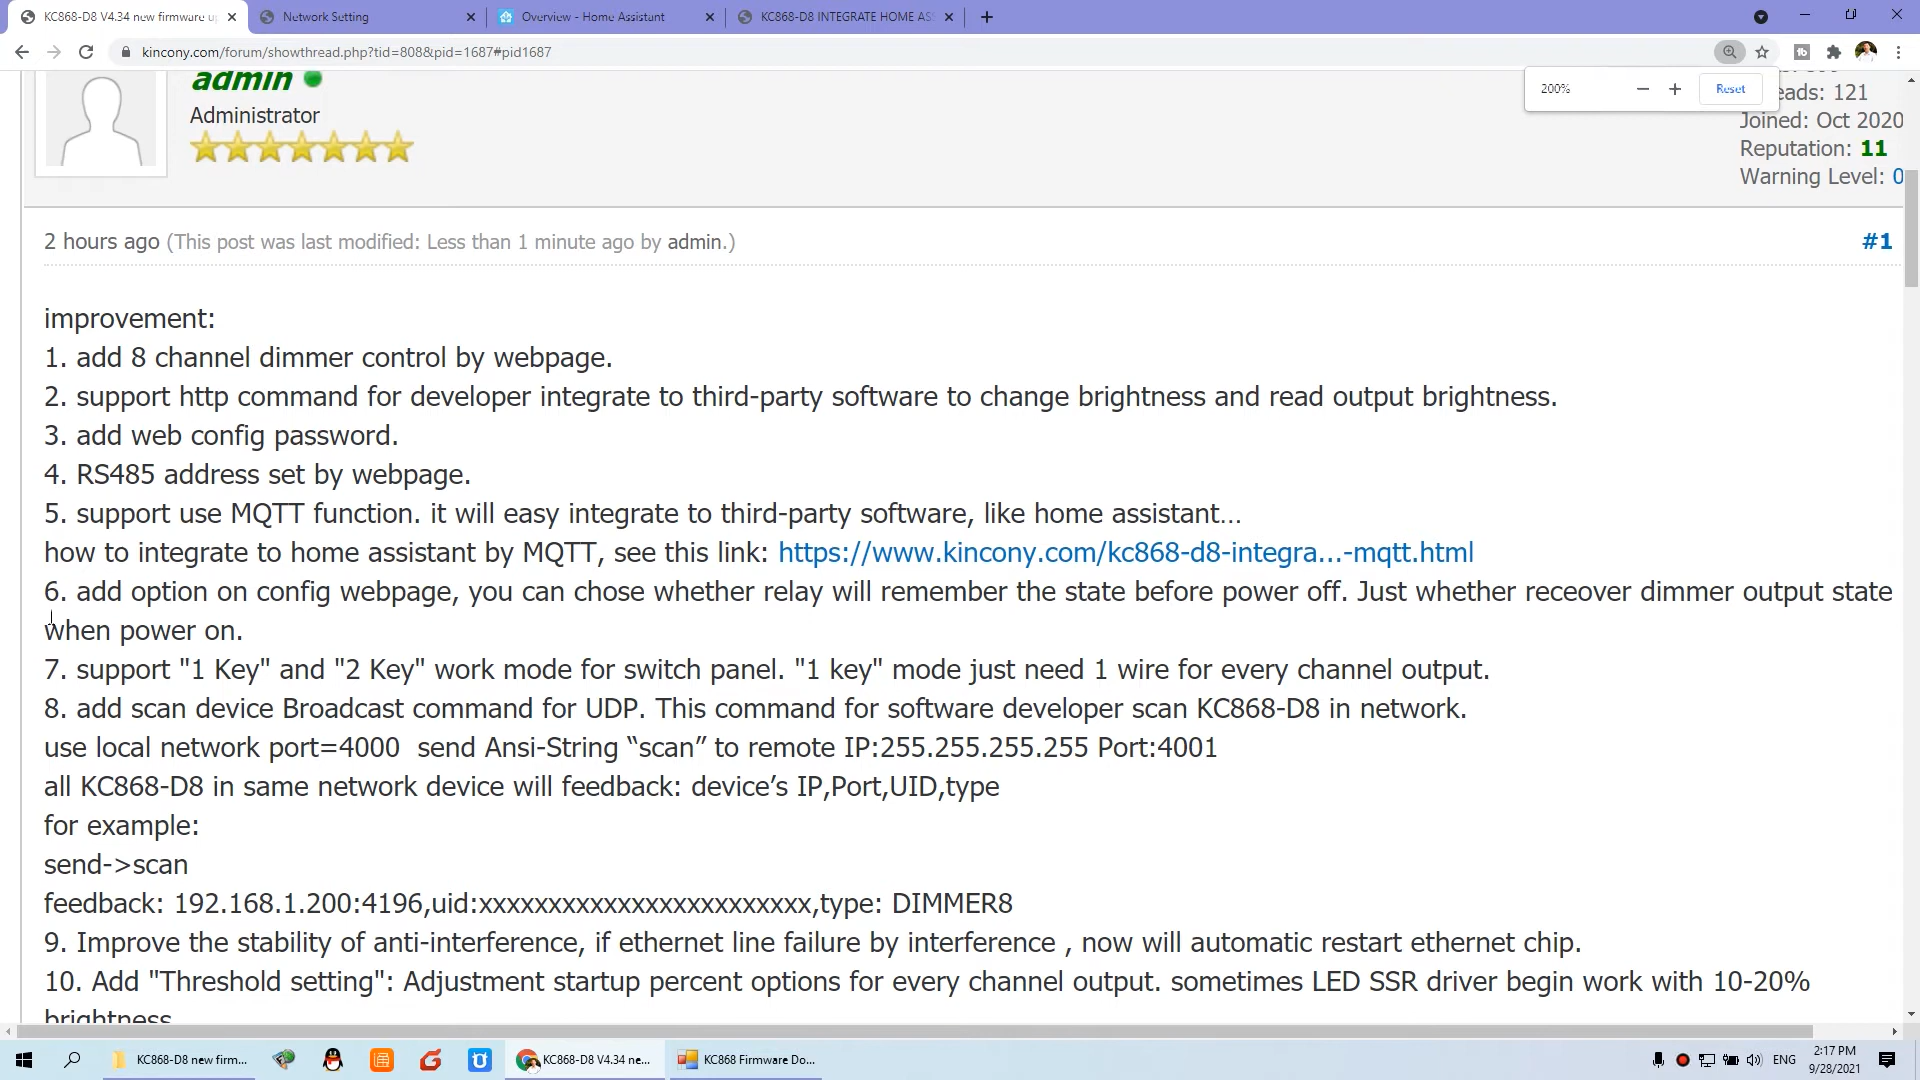 KC868-D8 V4.34 new firmware up
Network Setting
Overview - Home Assistant
KC868-D8 INTEGRATE HOME AS
kincony.com/forum/showthread.php?tid=808&pid=1687#pid1687
200%
Reset
admin
Administrator
eads: 121
Joined: Oct 2020
Reputation: 11
Warning Level: 0
2 hours ago (This post was last modified: Less than 1 minute ago by admin.)
#1
improvement:
1. add 8 channel dimmer control by webpage.
2. support http command for developer integrate to third-party software to change brightness and read output brightness.
3. add web config password.
4. RS485 address set by webpage.
5. support use MQTT function. it will easy integrate to third-party software, like home assistant...
how to integrate to home assistant by MQTT, see this link: https://www.kincony.com/kc868-d8-integra...-mqtt.html
6. add option on config webpage, you can chose whether relay will remember the state before power off. Just whether receover dimmer output state
when power on.
7. support "1 Key" and "2 Key" work mode for switch panel. "1 key" mode just need 1 wire for every channel output.
8. add scan device Broadcast command for UDP. This command for software developer scan KC868-D8 in network.
use local network port=4000  send Ansi-String “scan” to remote IP:255.255.255.255 Port:4001
all KC868-D8 in same network device will feedback: device’s IP,Port,UID,type
for example:
send->scan
feedback: 192.168.1.200:4196,uid:xxxxxxxxxxxxxxxxxxxxxxxx,type: DIMMER8
9. Improve the stability of anti-interference, if ethernet line failure by interference , now will automatic restart ethernet chip.
10. Add "Threshold setting": Adjustment startup percent options for every channel output. sometimes LED SSR driver begin work with 10-20%
brightness
KC868-D8 new firm...
KC868-D8 V4.34 ne...
KC868 Firmware Do...
ENG
2:17 PM
9/28/2021